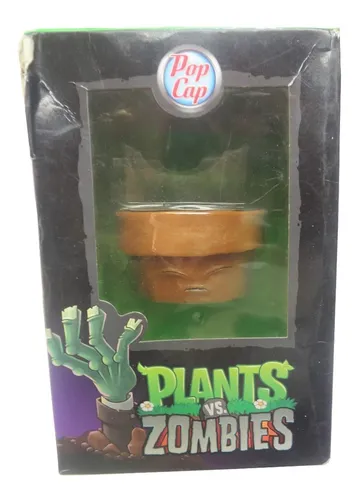 Pop
Cap
PLANTS
VS.
ZOMBIES